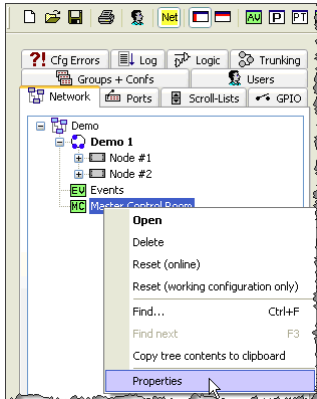 Net AU P PT
?! Cfg Errors Log Logic Trunking
Groups + Confs Users
Network Ports Scroll-Lists GPIO
Demo
Demo 1
Node #1
Node #2
EV Events
MC Master Control Room
Open
Delete
Reset (online)
Reset (working configuration only)
Find... Ctrl+F
Find next F3
Copy tree contents to clipboard
Properties